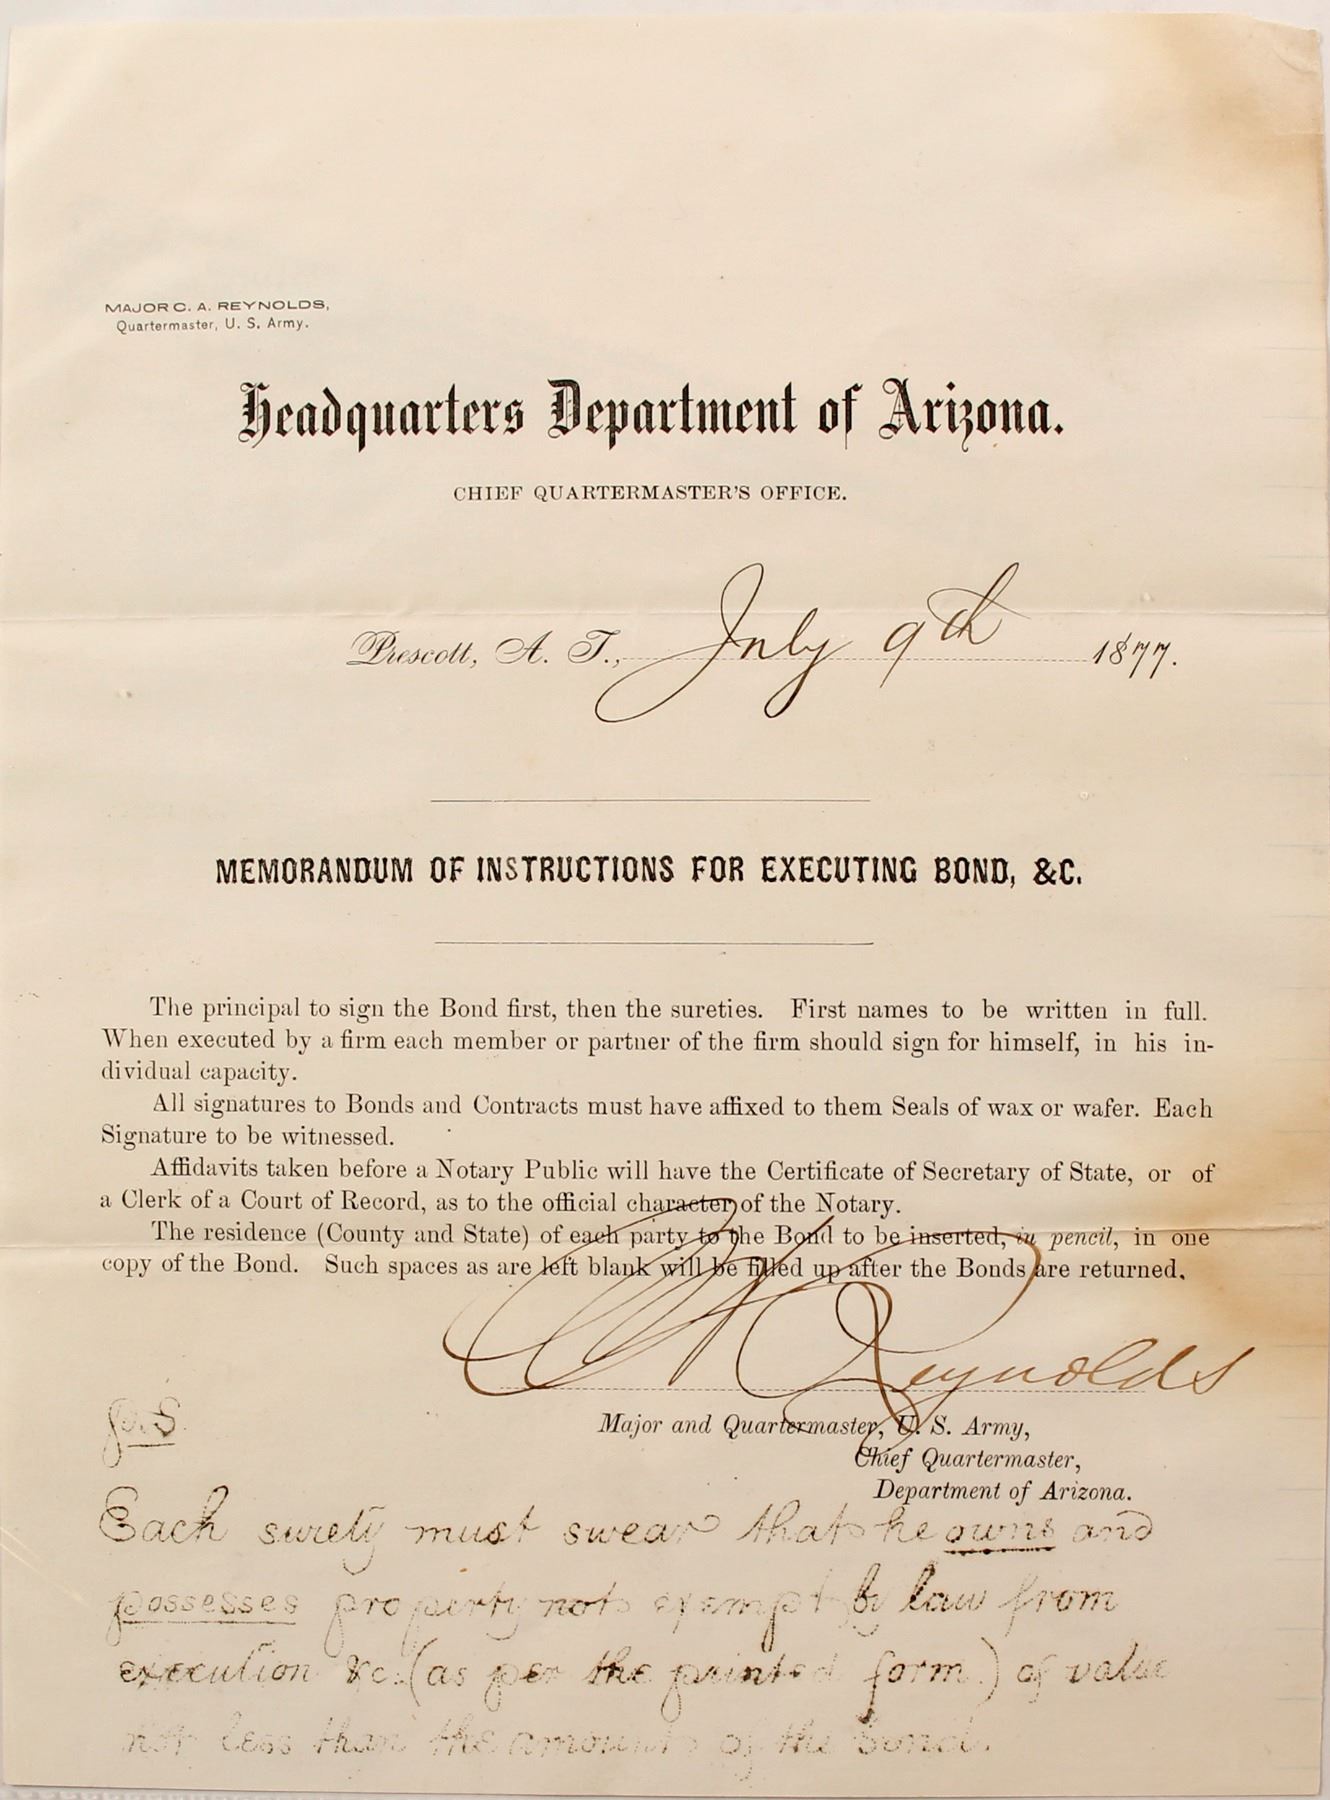 MAJOR C. A. REYNOLDS,
Quartermaster, U. S. Army.
Headquarters Department of Arizona.
CHIEF QUARTERMASTER'S OFFICE.
Prescott, A. T., July 9th 1877.
MEMORANDUM OF INSTRUCTIONS FOR EXECUTING BOND, &C.
The principal to sign the Bond first, then the sureties. First names to be written in full.
When executed by a firm each member or partner of the firm should sign for himself, in his in-
dividual capacity.
All signatures to Bonds and Contracts must have affixed to them Seals of wax or wafer. Each
Signature to be witnessed.
Affidavits taken before a Notary Public will have the Certificate of Secretary of State, or of
a Clerk of a Court of Record, as to the official character of the Notary.
The residence (County and State) of each party to the Bond to be inserted, in pencil, in one
copy of the Bond. Such spaces as are left blank will be filled up after the Bonds are returned.
C A Reynolds
Major and Quartermaster, U. S. Army,
Chief Quartermaster,
Department of Arizona.
p.S.
Each surety must swear that he owns and
possesses property not exempt by law from
execution &c. (as per the printed form.) of value
not less than the amount of the bond.